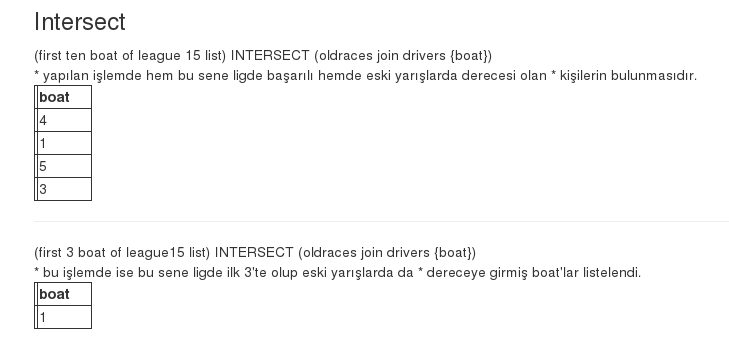 Intersect
(first ten boat of league 15 list) INTERSECT (oldraces join drivers {boat})
* yapılan işlemde hem bu sene ligde başarılı hemde eski yarışlarda derecesi olan * kişilerin bulunmasıdır.
boat
4
1
5
3
(first 3 boat of league15 list) INTERSECT (oldraces join drivers {boat})
* bu işlemde ise bu sene ligde ilk 3'te olup eski yarışlarda da * dereceye girmiş boat'lar listelendi.
boat
1